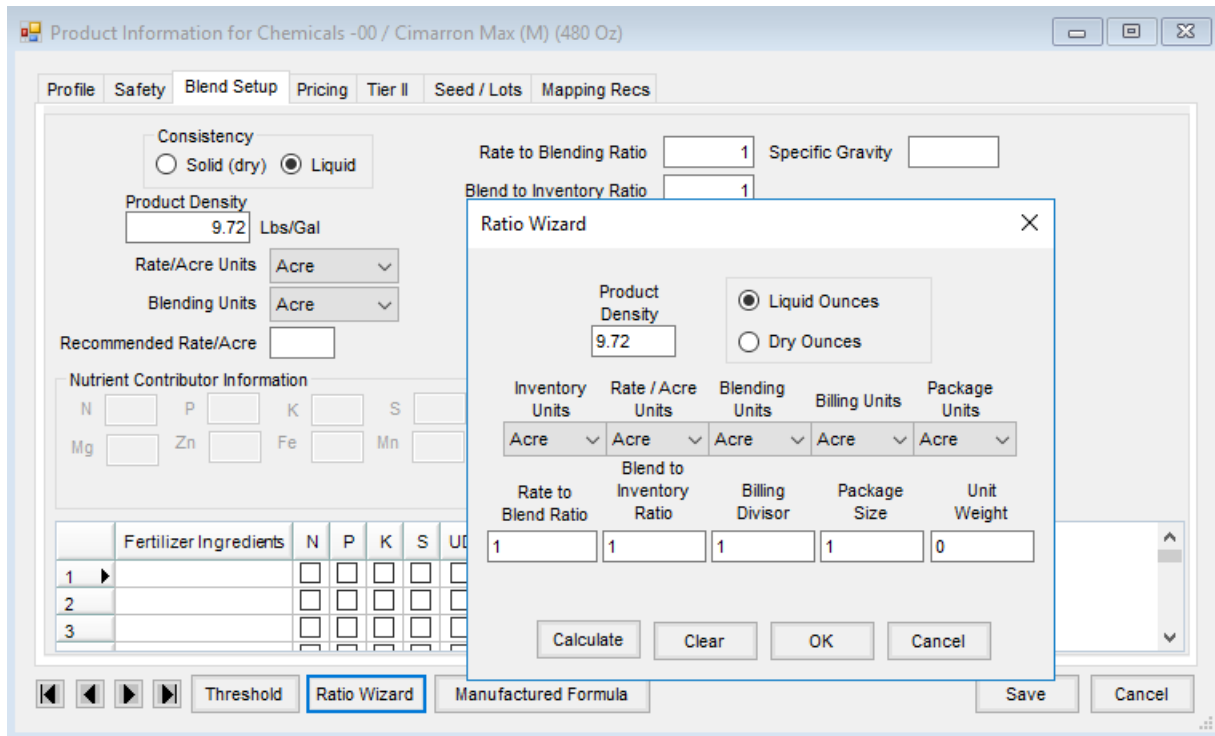 Product Information for Chemicals -00 / Cimarron Max (M) (480 Oz)
Profile Safety Blend Setup Pricing Tier II Seed / Lots Mapping Recs
Consistency
Solid (dry) Liquid
Rate to Blending Ratio 1 Specific Gravity
Blend to Inventory Ratio 1
Product Density
9.72 Lbs/Gal
Rate/Acre Units Acre
Blending Units Acre
Recommended Rate/Acre
Nutrient Contributor Information
N P K S
Mg Zn Fe Mn
Fertilizer Ingredients N P K S
1
2
3
Ratio Wizard
Product
Density
9.72
Liquid Ounces
Dry Ounces
Inventory
Units
Rate / Acre
Units
Blending
Units
Billing Units
Package
Units
Acre Acre Acre Acre Acre
Rate to
Blend Ratio
Blend to
Inventory
Ratio
Billing
Divisor
Package
Size
Unit
Weight
1 1 1 1 0
Calculate Clear OK Cancel
Threshold Ratio Wizard Manufactured Formula Save Cancel